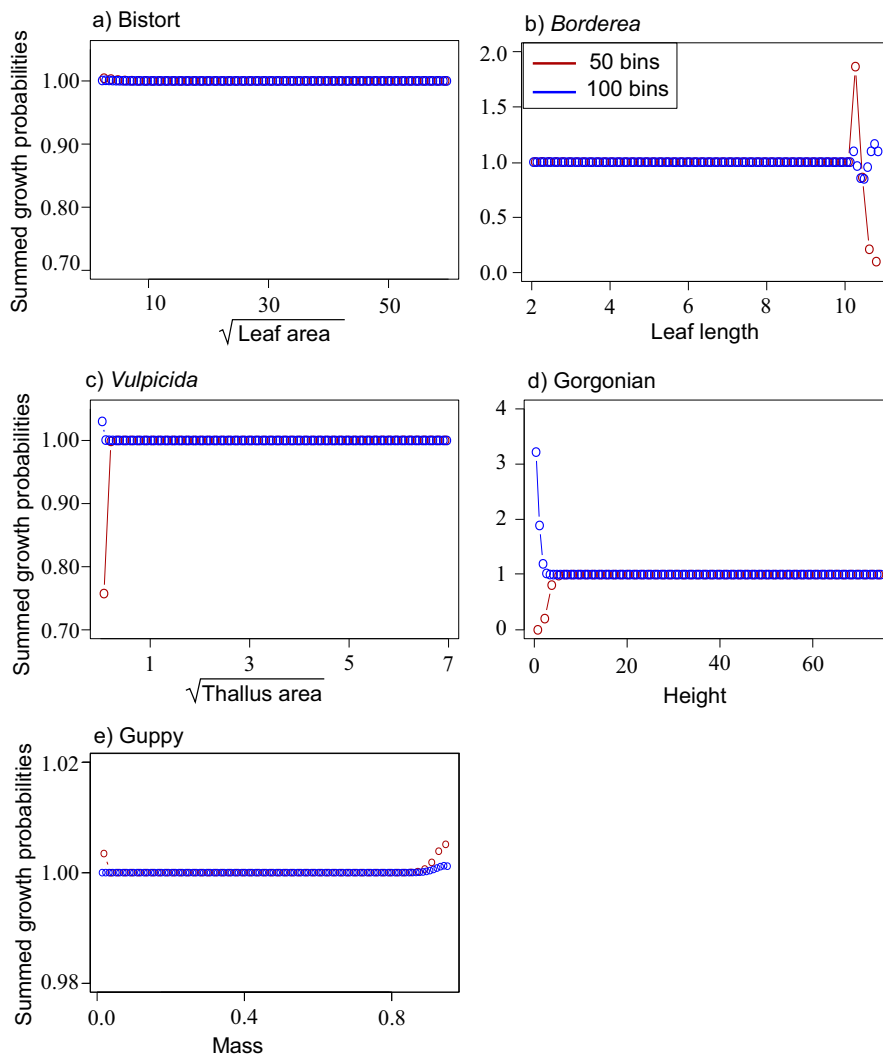 a) Bistort
Summed growth probabilities
1.00
0.90
0.80
0.70
10
30
50
√Leaf area
b) Borderea
50 bins
100 bins
2.0
1.5
1.0
0.5
0.0
2
4
6
8
10
Leaf length
c) Vulpicida
Summed growth probabilities
1.00
0.90
0.80
0.70
1
3
5
7
√Thallus area
d) Gorgonian
4
3
2
1
0
0
20
40
60
Height
e) Guppy
Summed growth probabilities
1.02
1.00
0.98
0.0
0.4
0.8
Mass